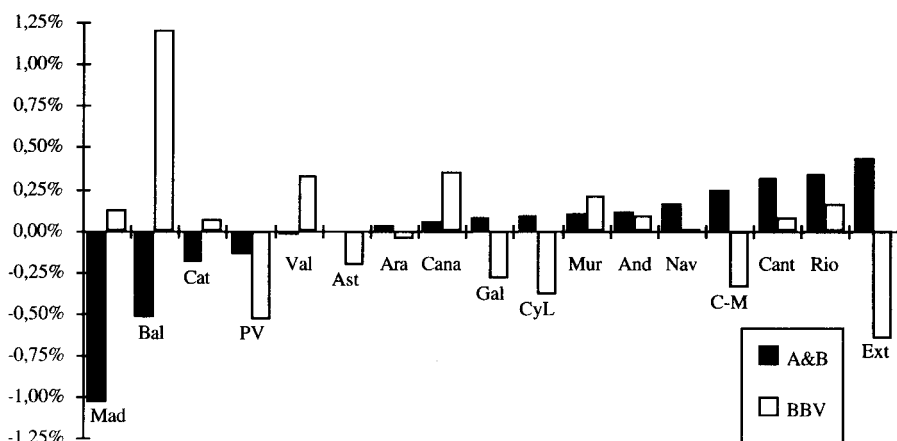 1,25%
1,00%
0,75%
0,50%
0,25%
0,00%
-0,25%
-0,50%
-0,75%
-1,00%
-1,25%
Mad
Bal
Cat
PV
Val
Ast
Ara
Cana
Gal
CyL
Mur
And
Nav
C-M
Cant
Rio
Ext
A&B
BBV